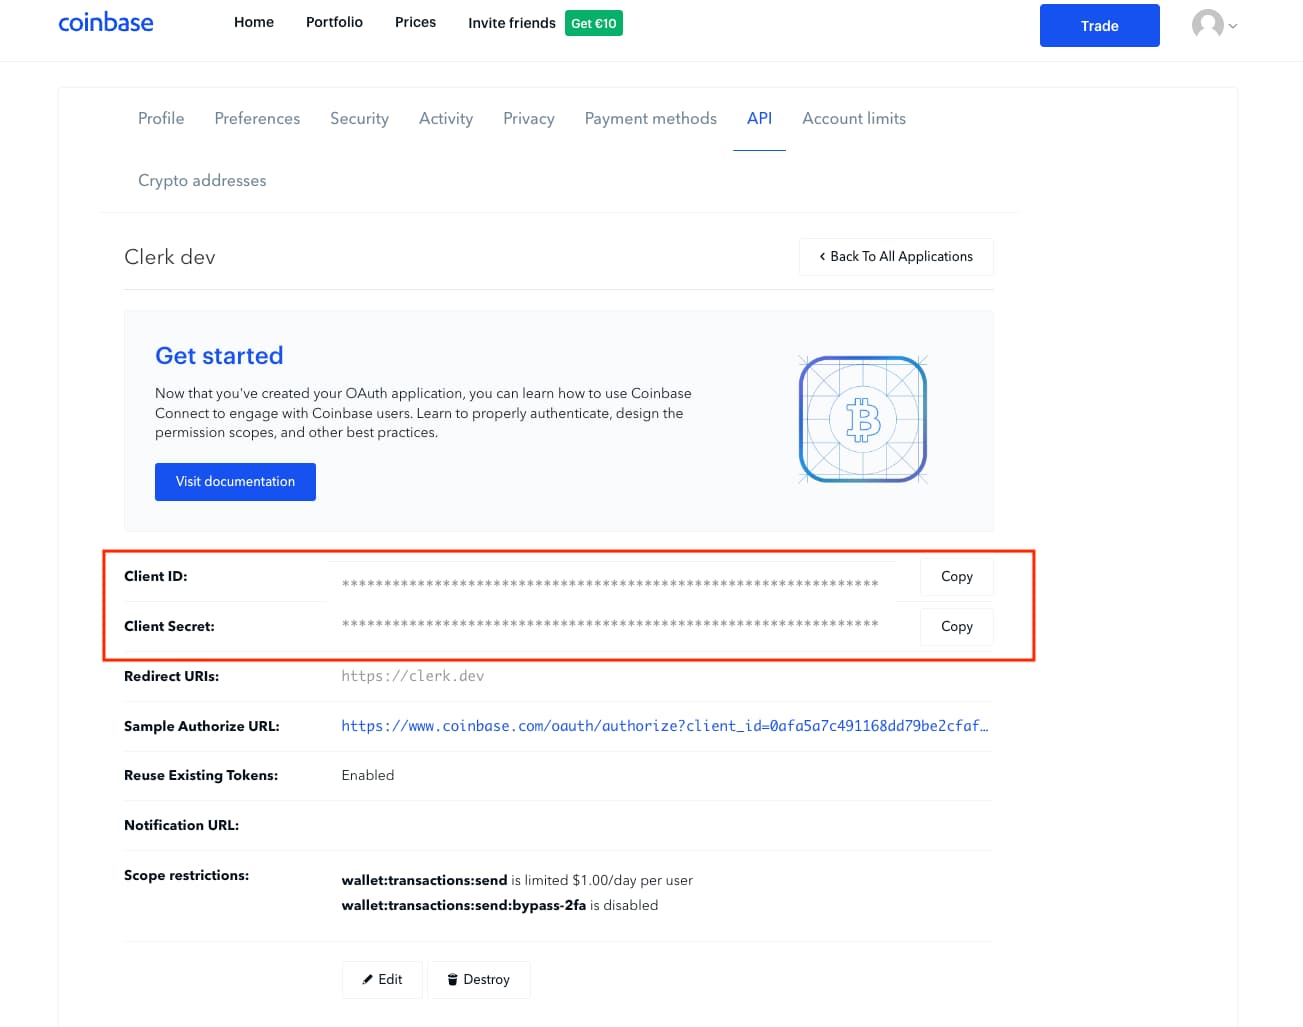 coinbase
Home Portfolio Prices Invite friends Get €10
Trade
Profile Preferences Security Activity Privacy Payment methods API Account limits
Crypto addresses
Clerk dev
‹ Back To All Applications
Get started
Now that you've created your OAuth application, you can learn how to use Coinbase
Connect to engage with Coinbase users. Learn to properly authenticate, design the
permission scopes, and other best practices.
Visit documentation
Client ID: **************************************************************** Copy
Client Secret: **************************************************************** Copy
Redirect URIs: https://clerk.dev
Sample Authorize URL: https://www.coinbase.com/oauth/authorize?client_id=0afa5a7c491168dd79be2cfaf…
Reuse Existing Tokens: Enabled
Notification URL:
Scope restrictions: wallet:transactions:send is limited $1.00/day per user
wallet:transactions:send:bypass-2fa is disabled
Edit Destroy